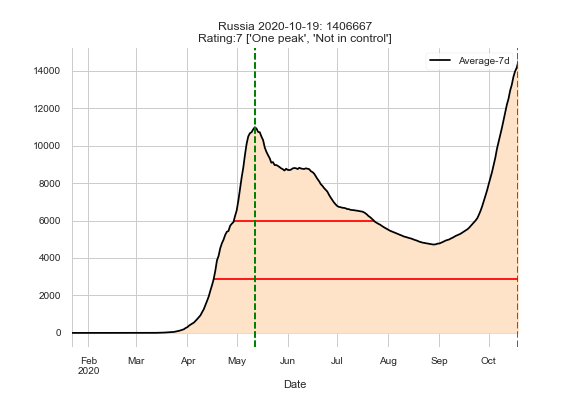 Russia 2020-10-19: 1406667
Rating:7 ['One peak', 'Not in control']
Average-7d
14000
12000
10000
8000
6000
4000
2000
0
Feb Mar Apr May Jun Jul Aug Sep Oct
2020
Date